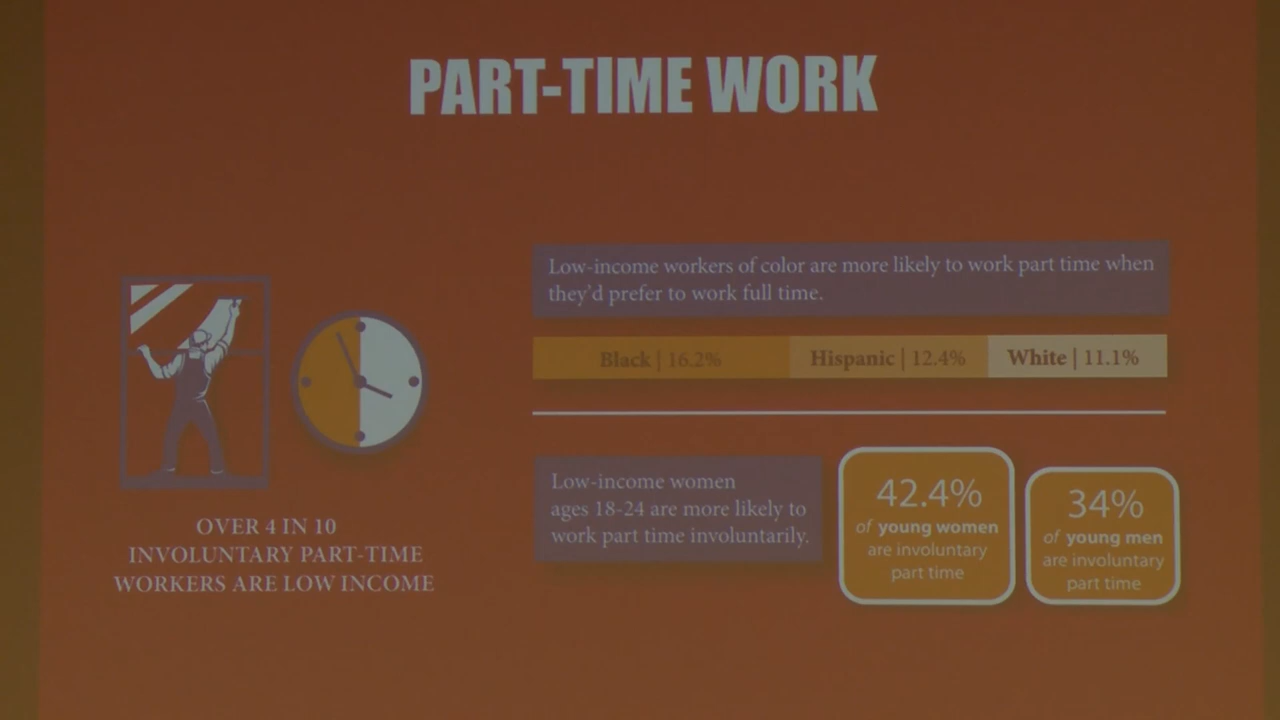 PART-TIME WORK
OVER 4 IN 10
INVOLUNTARY PART-TIME
WORKERS ARE LOW INCOME
Low-income workers of color are more likely to work part time when
they’d prefer to work full time.
Black | 16.2%
Hispanic | 12.4%
White | 11.1%
Low-income women
ages 18-24 are more likely to
work part time involuntarily.
42.4%
of young women
are involuntary
part time
34%
of young men
are involuntary
part time